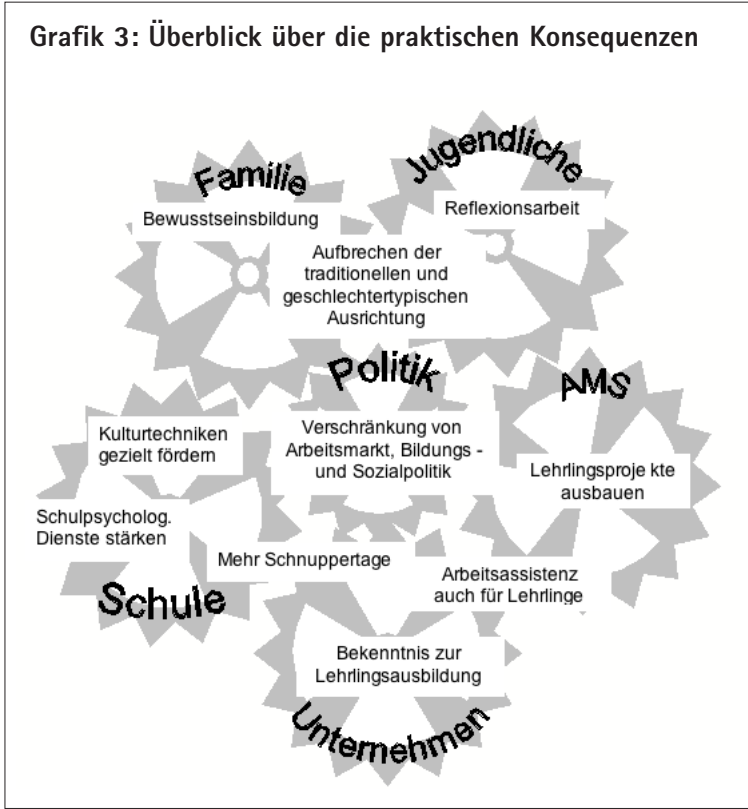 Grafik 3: Überblick über die praktischen Konsequenzen
Familie
Bewusstseinsbildung
Jugendliche
Reflexionsarbeit
Aufbrechen der
traditionellen und
geschlechtertypischen
Ausrichtung
Politik
Verschränkung von
Arbeitsmarkt, Bildungs -
und Sozialpolitik
AMS
Lehrlingsproje kte
ausbauen
Kulturtechniken
gezielt fördern
Schulpsycholog.
Dienste stärken
Schule
Mehr Schnuppertage
Arbeitsassistenz
auch für Lehrlinge
Bekenntnis zur
Lehrlingsausbildung
Unternehmen